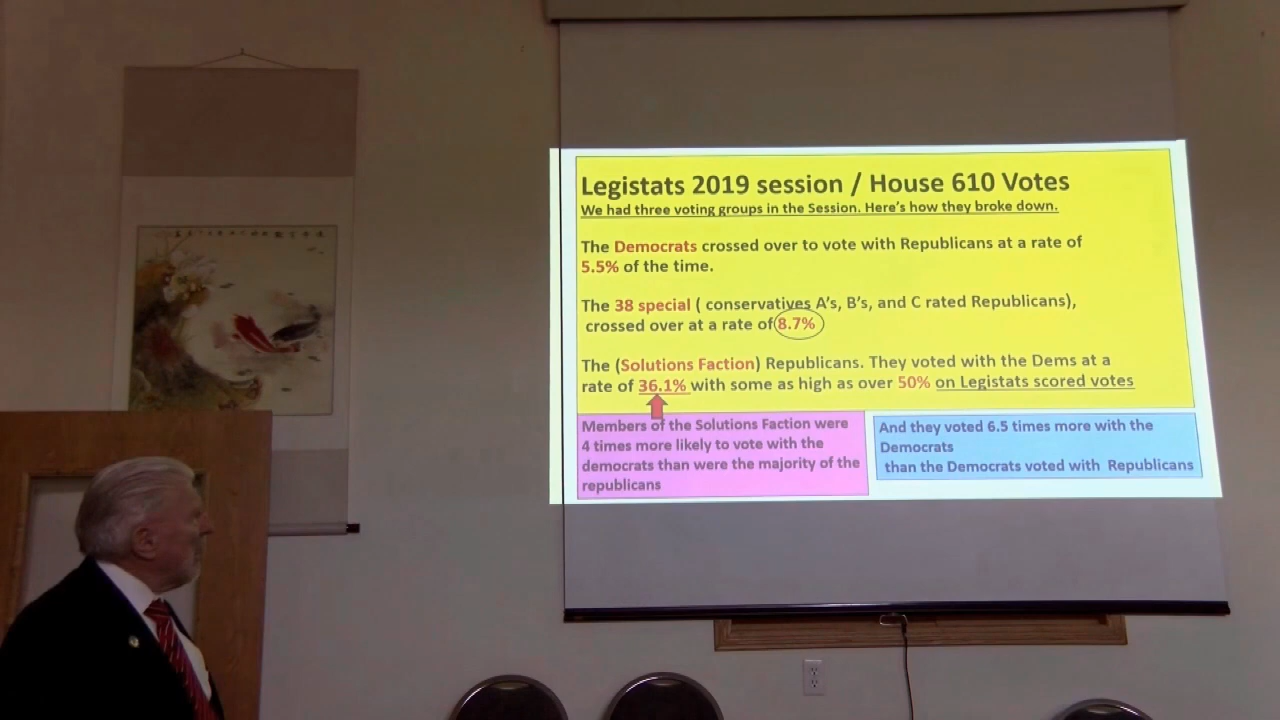 Legistats 2019 session / House 610 Votes
We had three voting groups in the Session. Here's how they broke down.
The Democrats crossed over to vote with Republicans at a rate of
5.5% of the time.
The 38 special ( conservatives A's, B's, and C rated Republicans),
crossed over at a rate of 8.7%
The (Solutions Faction) Republicans. They voted with the Dems at a
rate of 36.1% with some as high as over 50% on Legistats scored votes
Members of the Solutions Faction were
4 times more likely to vote with the
democrats than were the majority of the
republicans
And they voted 6.5 times more with the
Democrats
than the Democrats voted with Republicans